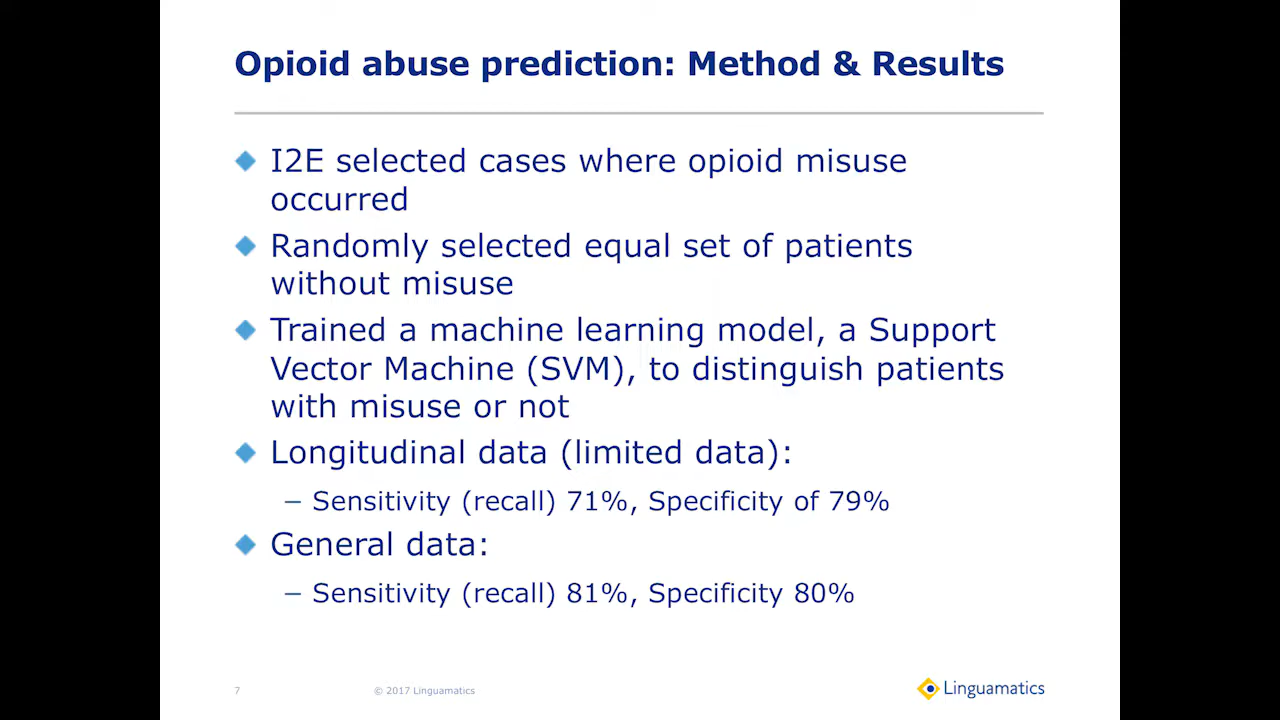 Opioid abuse prediction: Method & Results
I2E selected cases where opioid misuse
occurred
Randomly selected equal set of patients
without misuse
Trained a machine learning model, a Support
Vector Machine (SVM), to distinguish patients
with misuse or not
Longitudinal data (limited data):
– Sensitivity (recall) 71%, Specificity of 79%
General data:
– Sensitivity (recall) 81%, Specificity 80%
7 © 2017 Linguamatics Linguamatics